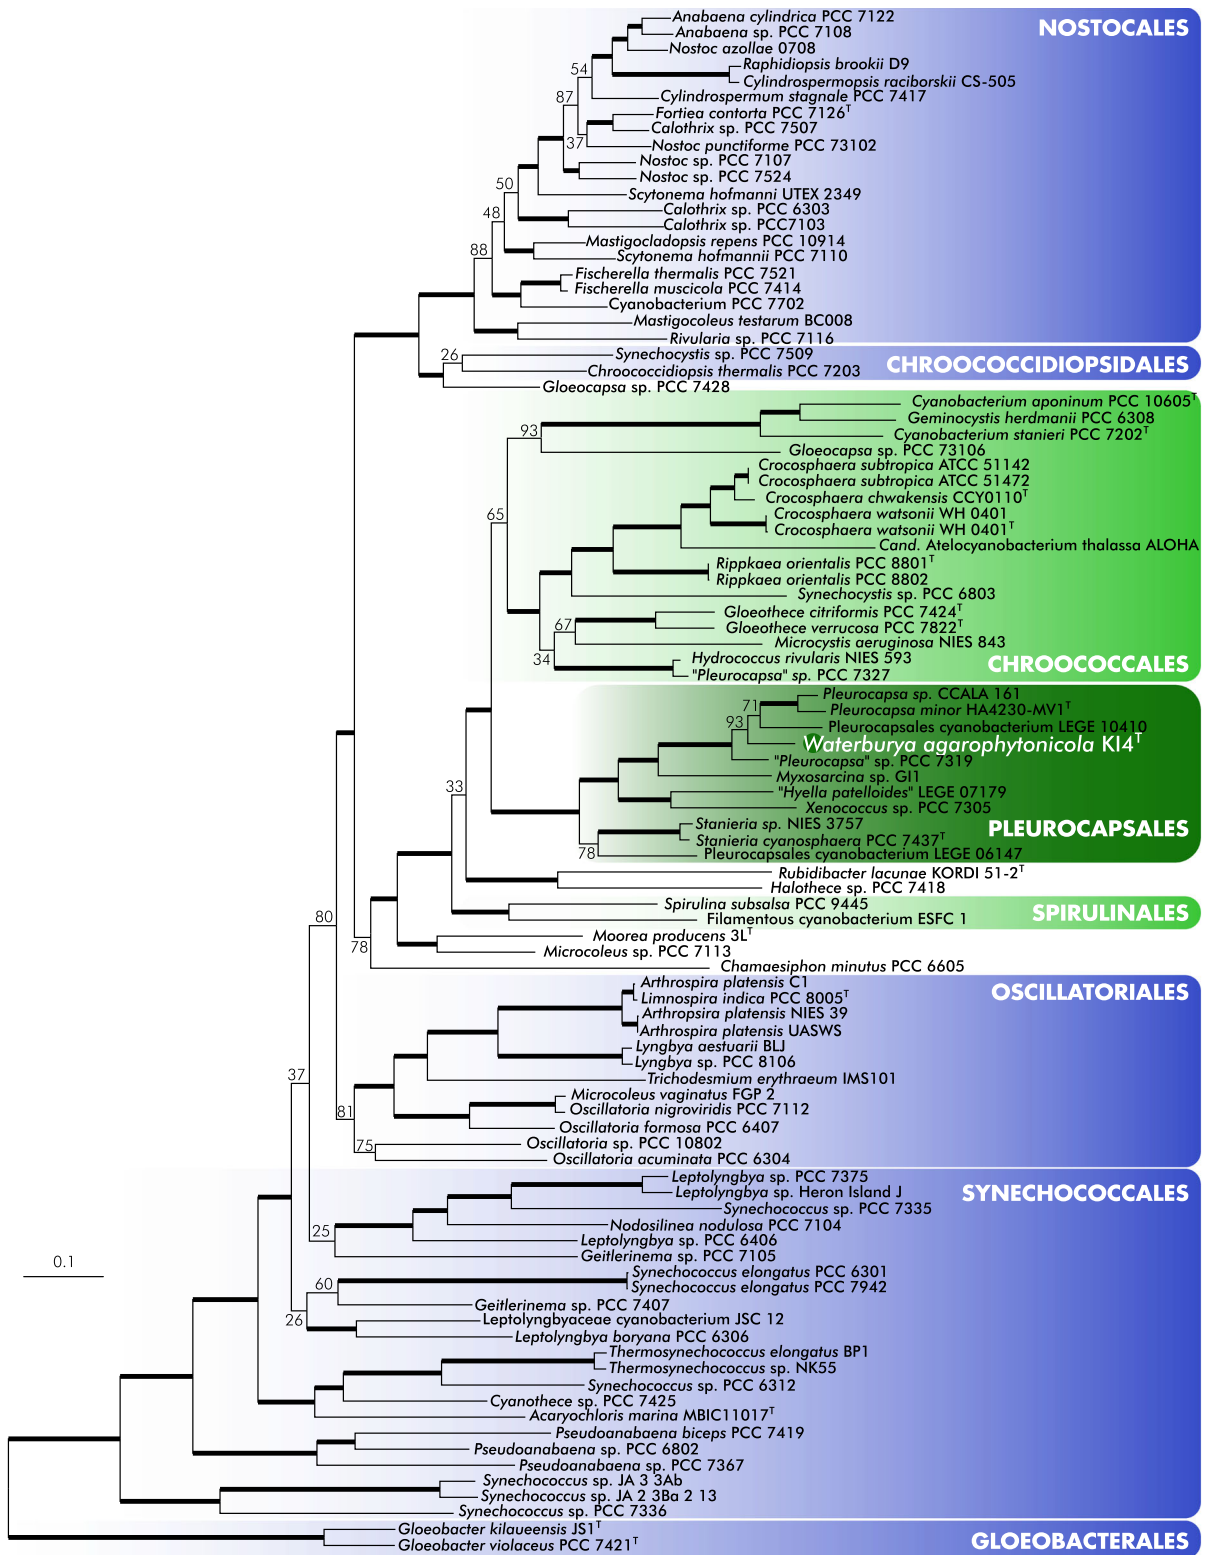 Anabaena cylindrica PCC 7122
NOSTOCALES
Anabaena sp. PCC 7108
Nostoc azollae 0708
Raphidiopsis brookii D9
54
Cylindrospermopsis raciborskii CS-505
87
Cylindrospermum stagnale PCC 7417
Fortiea contorta PCC 7126T
Calothrix sp. PCC 7507
37
Nostoc punctiforme PCC 73102
Nostoc sp. PCC 7107
Nostoc sp. PCC 7524
50
Scytonema hofmanni UTEX 2349
Calothrix sp. PCC 6303
48
Calothrix sp. PCC7103
Mastigocladopsis repens PCC 10914
88
Scytonema hofmannii PCC 7110
Fischerella thermalis PCC 7521
Fischerella muscicola PCC 7414
Cyanobacterium PCC 7702
Mastigocoleus testarum BC008
Rivularia sp. PCC 7116
26
Synechocystis sp. PCC 7509
CHROOCOCCIDIOPSIDALES
Chroococcidiopsis thermalis PCC 7203
Gloeocapsa sp. PCC 7428
Cyanobacterium aponinum PCC 10605T
Geminocystis herdmanii PCC 6308
93
Cyanobacterium stanieri PCC 7202T
Gloeocapsa sp. PCC 73106
Crocosphaera subtropica ATCC 51142
Crocosphaera subtropica ATCC 51472
Crocosphaera chwakensis CCY0110T
65
Crocosphaera watsonii WH 0401
Crocosphaera watsonii WH 0401T
Cand. Atelocyanobacterium thalassa ALOHA
Rippkaea orientalis PCC 8801T
Rippkaea orientalis PCC 8802
Synechocystis sp. PCC 6803
Gloeothece citriformis PCC 7424T
67
Gloeothece verrucosa PCC 7822T
Microcystis aeruginosa NIES 843
34
Hydrococcus rivularis NIES 593
CHROOCOCCALES
"Pleurocapsa" sp. PCC 7327
Pleurocapsa sp. CCALA 161
71
Pleurocapsa minor HA4230-MV1T
93
Pleurocapsales cyanobacterium LEGE 10410
Waterburya agarophytonicola KI4T
"Pleurocapsa" sp. PCC 7319
Myxosarcina sp. GI1
33
"Hyella patelloides" LEGE 07179
Xenococcus sp. PCC 7305
Stanieria sp. NIES 3757
PLEUROCAPSALES
Stanieria cyanosphaera PCC 7437T
78
Pleurocapsales cyanobacterium LEGE 06147
Rubidibacter lacunae KORDI 51-2T
Halothece sp. PCC 7418
Spirulina subsalsa PCC 9445
SPIRULINALES
80
Filamentous cyanobacterium ESFC 1
Moorea producens 3LT
78
Microcoleus sp. PCC 7113
Chamaesiphon minutus PCC 6605
Arthrospira platensis C1
OSCILLATORIALES
Limnospira indica PCC 8005T
Arthropsira platensis NIES 39
Arthrospira platensis UASWS
Lyngbya aestuarii BLJ
Lyngbya sp. PCC 8106
37
Trichodesmium erythraeum IMS101
Microcoleus vaginatus FGP 2
81
Oscillatoria nigroviridis PCC 7112
Oscillatoria formosa PCC 6407
75
Oscillatoria sp. PCC 10802
Oscillatoria acuminata PCC 6304
Leptolyngbya sp. PCC 7375
SYNECHOCOCCALES
Leptolyngbya sp. Heron Island J
Synechococcus sp. PCC 7335
25
Nodosilinea nodulosa PCC 7104
Leptolyngbya sp. PCC 6406
Geitlerinema sp. PCC 7105
0.1
Synechococcus elongatus PCC 6301
60
Synechococcus elongatus PCC 7942
Geitlerinema sp. PCC 7407
26
Leptolyngbyaceae cyanobacterium JSC 12
Leptolyngbya boryana PCC 6306
Thermosynechococcus elongatus BP1
Thermosynechococcus sp. NK55
Synechococcus sp. PCC 6312
Cyanothece sp. PCC 7425
Acaryochloris marina MBIC11017T
Pseudoanabaena biceps PCC 7419
Pseudoanabaena sp. PCC 6802
Pseudoanabaena sp. PCC 7367
Synechococcus sp. JA 3 3Ab
Synechococcus sp. JA 2 3Ba 2 13
Synechococcus sp. PCC 7336
Gloeobacter kilaueensis JS1T
GLOEOBACTERALES
Gloeobacter violaceus PCC 7421T